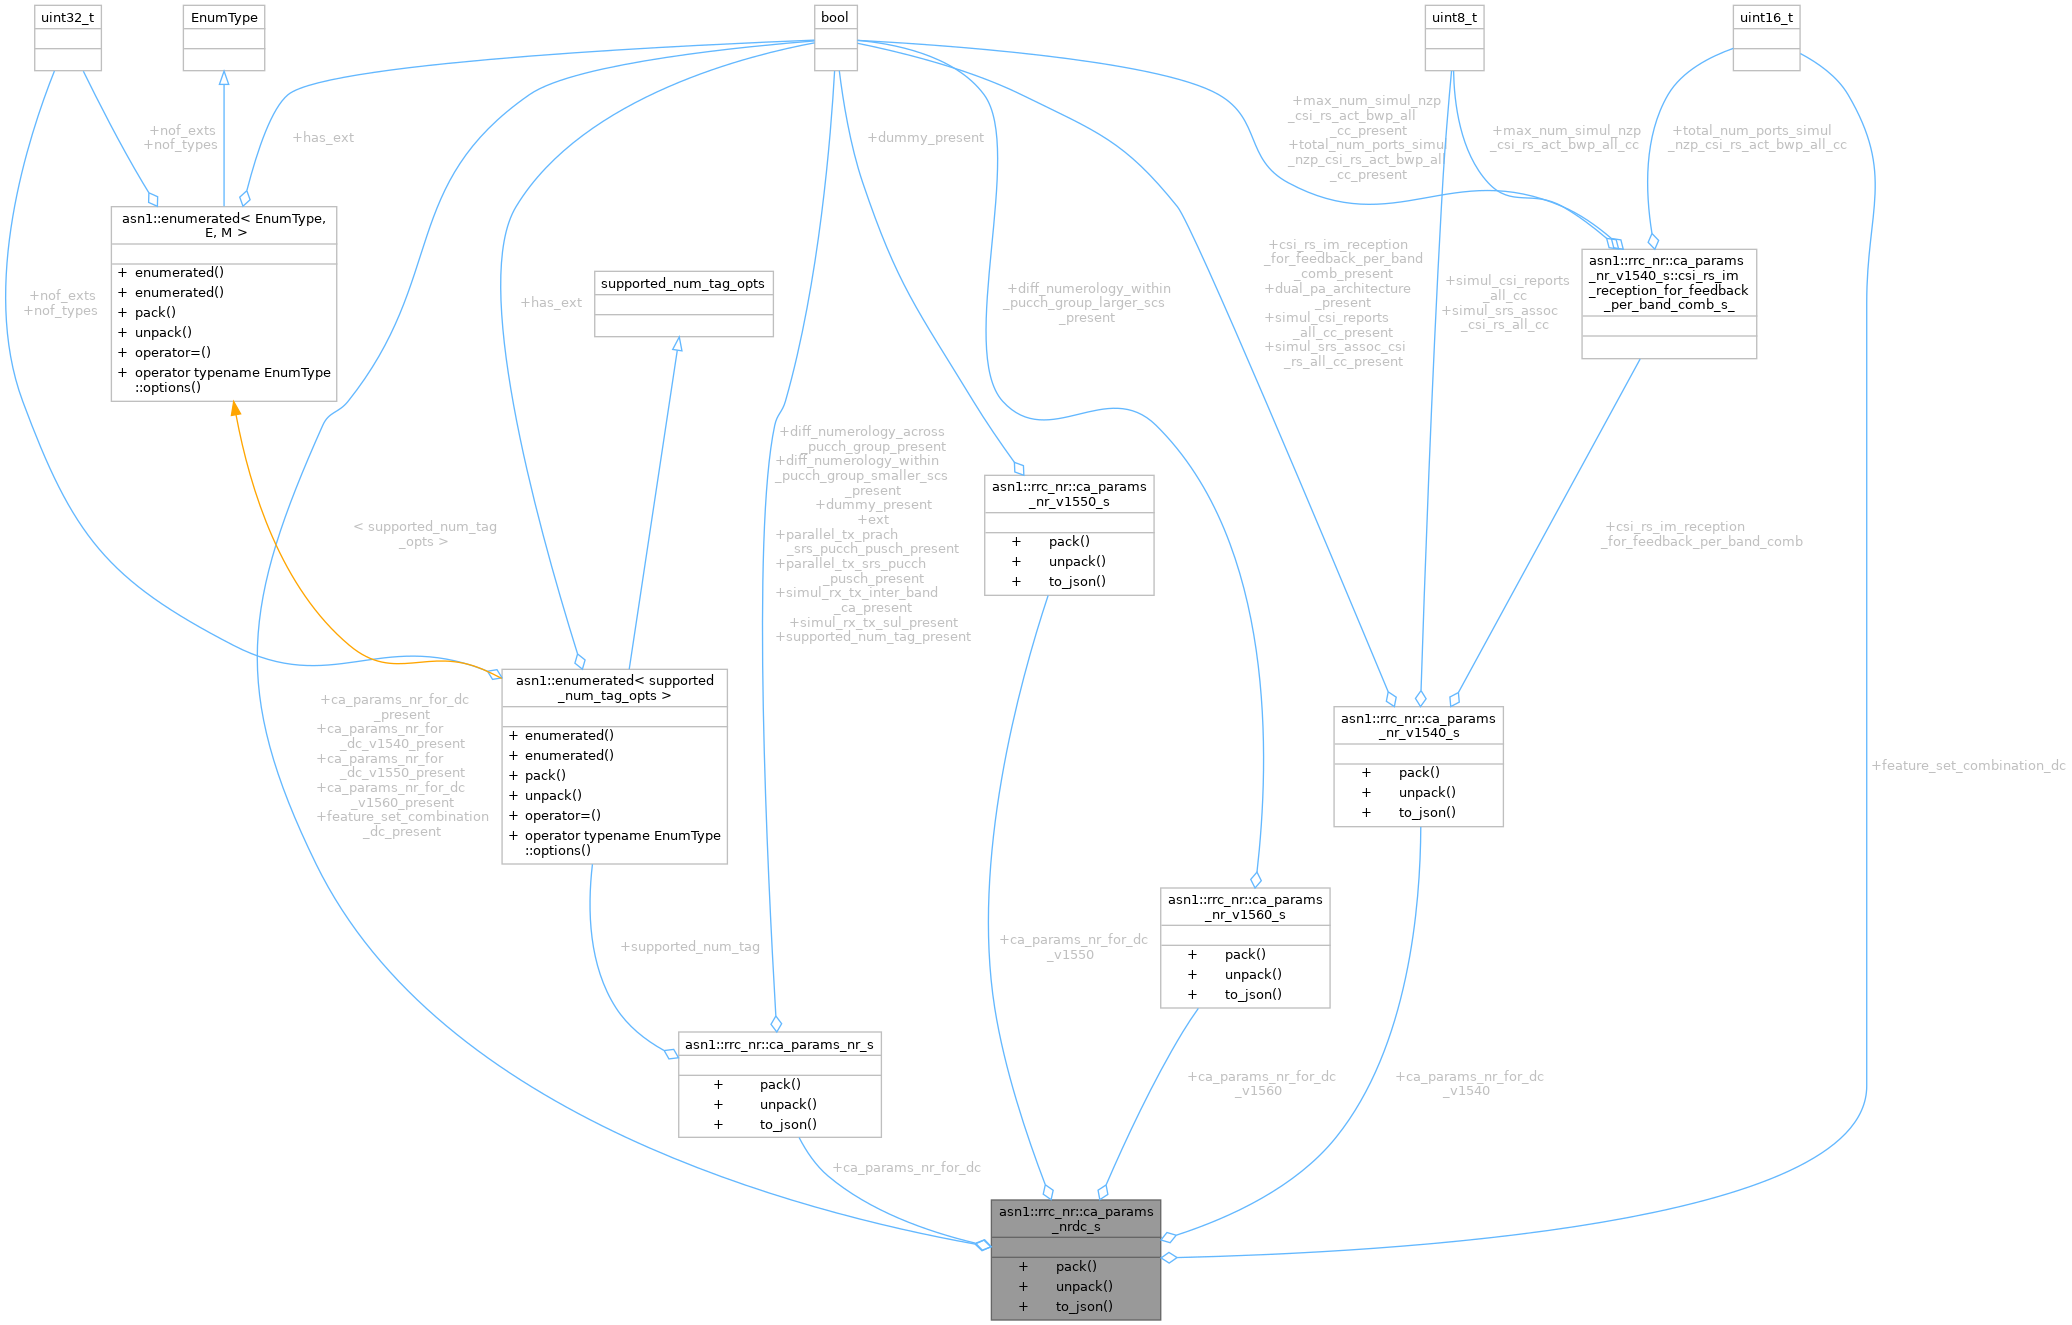 uint32_t
EnumType
bool
uint8_t
uint16_t
+nof_exts
+nof_types
+has_ext
+dummy_present
+max_num_simul_nzp
_csi_rs_act_bwp_all
_cc_present
+total_num_ports_simul
_nzp_csi_rs_act_bwp_all
_cc_present
+max_num_simul_nzp
_csi_rs_act_bwp_all_cc
+total_num_ports_simul
_nzp_csi_rs_act_bwp_all_cc
asn1::enumerated< EnumType,
E, M >
+ enumerated()
+ enumerated()
+ pack()
+ unpack()
+ operator=()
+ operator typename EnumType
::options()
+nof_exts
+nof_types
+has_ext
supported_num_tag_opts
+diff_numerology_within
_pucch_group_larger_scs
_present
+csi_rs_im_reception
_for_feedback_per_band
_comb_present
+dual_pa_architecture
_present
+simul_csi_reports
_all_cc_present
+simul_srs_assoc_csi
_rs_all_cc_present
+simul_csi_reports
_all_cc
+simul_srs_assoc
_csi_rs_all_cc
asn1::rrc_nr::ca_params
_nr_v1540_s::csi_rs_im
_reception_for_feedback
_per_band_comb_s_
< supported_num_tag
_opts >
+diff_numerology_across
_pucch_group_present
+diff_numerology_within
_pucch_group_smaller_scs
_present
+dummy_present
+ext
+parallel_tx_prach
_srs_pucch_pusch_present
+parallel_tx_srs_pucch
_pusch_present
+simul_rx_tx_inter_band
_ca_present
+simul_rx_tx_sul_present
+supported_num_tag_present
asn1::rrc_nr::ca_params
_nr_v1550_s
+ pack()
+ unpack()
+ to_json()
+csi_rs_im_reception
_for_feedback_per_band_comb
+ca_params_nr_for_dc
_present
+ca_params_nr_for
_dc_v1540_present
+ca_params_nr_for
_dc_v1550_present
+ca_params_nr_for_dc
_v1560_present
+feature_set_combination
_dc_present
asn1::enumerated< supported
_num_tag_opts >
+ enumerated()
+ enumerated()
+ pack()
+ unpack()
+ operator=()
+ operator typename EnumType
::options()
asn1::rrc_nr::ca_params
_nr_v1540_s
+ pack()
+ unpack()
+ to_json()
+feature_set_combination_dc
+supported_num_tag
+ca_params_nr_for_dc
_v1550
asn1::rrc_nr::ca_params
_nr_v1560_s
+ pack()
+ unpack()
+ to_json()
asn1::rrc_nr::ca_params_nr_s
+ pack()
+ unpack()
+ to_json()
+ca_params_nr_for_dc
_v1560
+ca_params_nr_for_dc
_v1540
+ca_params_nr_for_dc
asn1::rrc_nr::ca_params
_nrdc_s
+ pack()
+ unpack()
+ to_json()